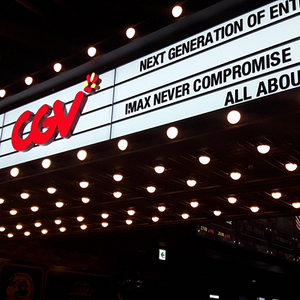 CGV
NEXT GENERATION OF ENT
IMAX NEVER COMPROMISE
ALL ABOU